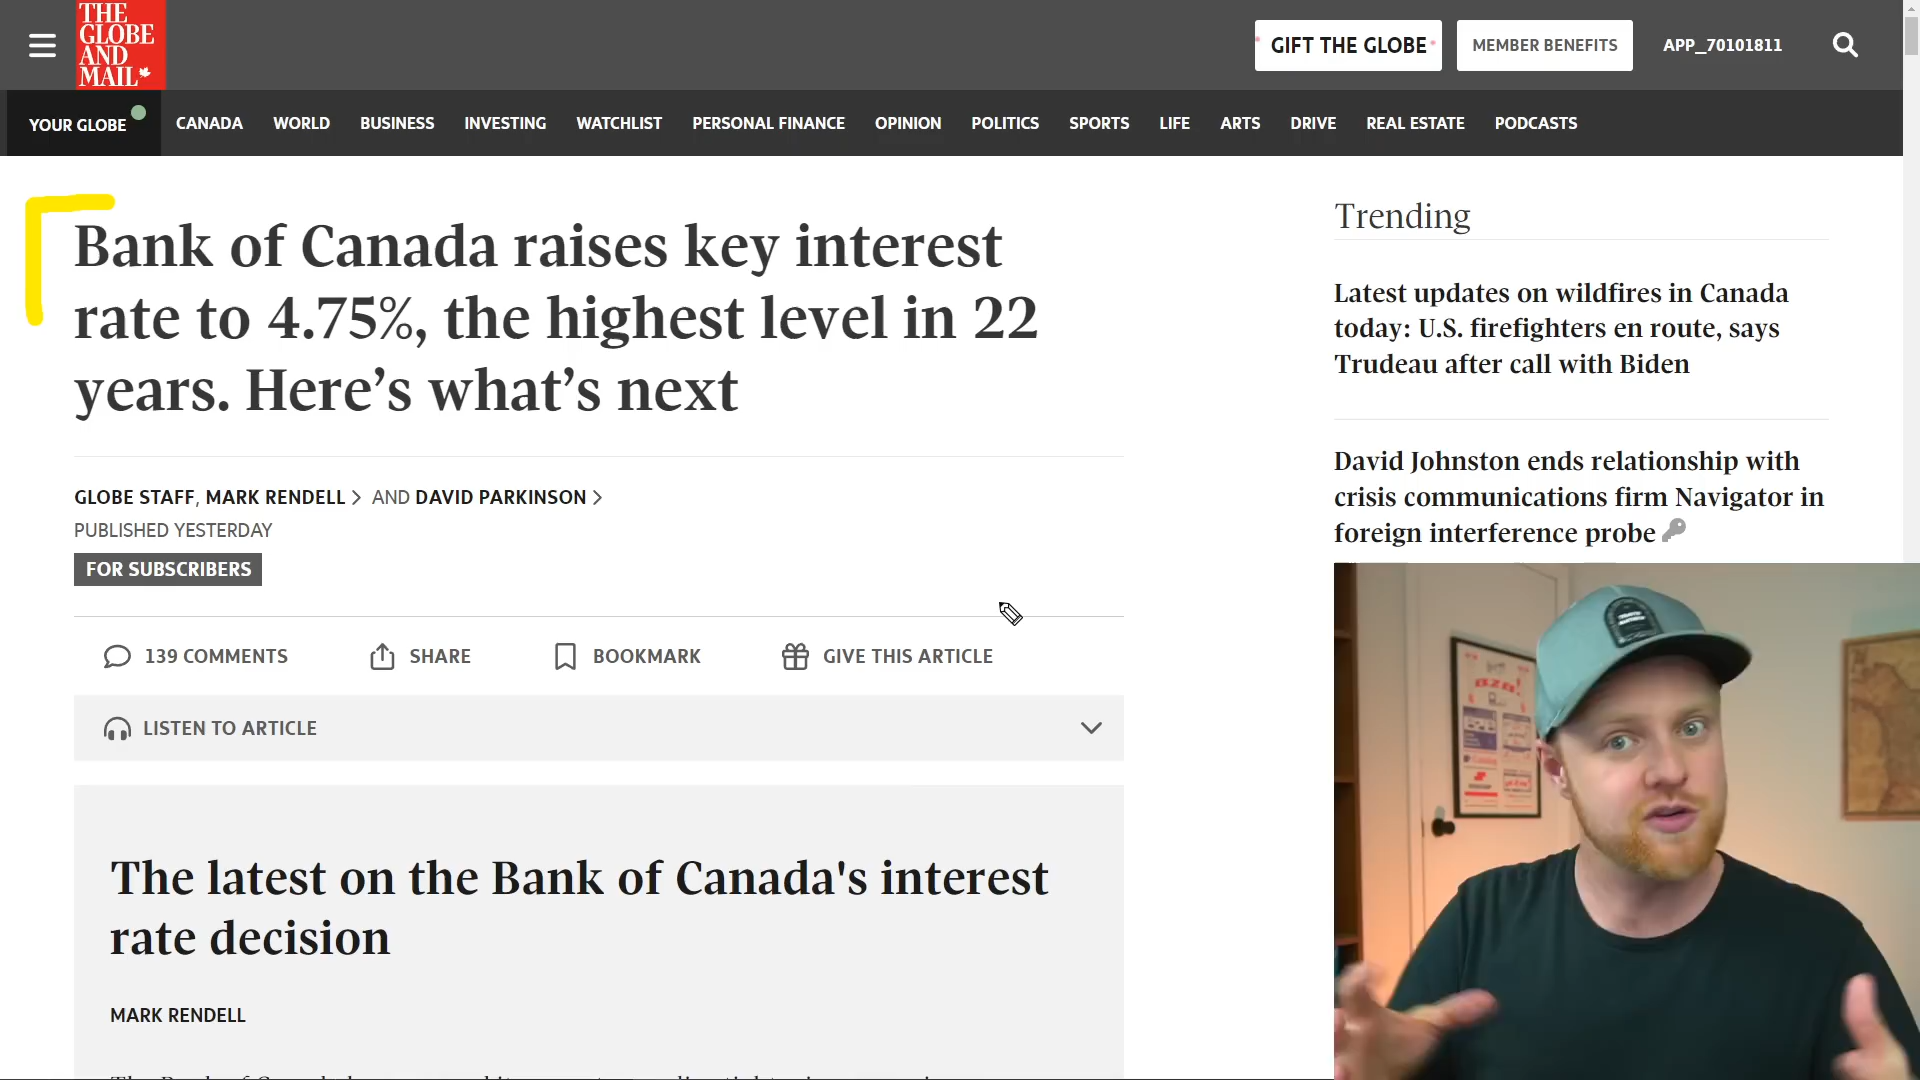 THE
GLOBE
AND
MAIL
GIFT THE GLOBE
MEMBER BENEFITS
APP_70101811
YOUR GLOBE
CANADA
WORLD
BUSINESS
INVESTING
WATCHLIST
PERSONAL FINANCE
OPINION
POLITICS
SPORTS
LIFE
ARTS
DRIVE
REAL ESTATE
PODCASTS
Bank of Canada raises key interest
rate to 4.75%, the highest level in 22
years. Here’s what’s next
GLOBE STAFF, MARK RENDELL > AND DAVID PARKINSON >
PUBLISHED YESTERDAY
FOR SUBSCRIBERS
139 COMMENTS
SHARE
BOOKMARK
GIVE THIS ARTICLE
LISTEN TO ARTICLE
The latest on the Bank of Canada's interest
rate decision
MARK RENDELL
Trending
Latest updates on wildfires in Canada
today: U.S. firefighters en route, says
Trudeau after call with Biden
David Johnston ends relationship with
crisis communications firm Navigator in
foreign interference probe